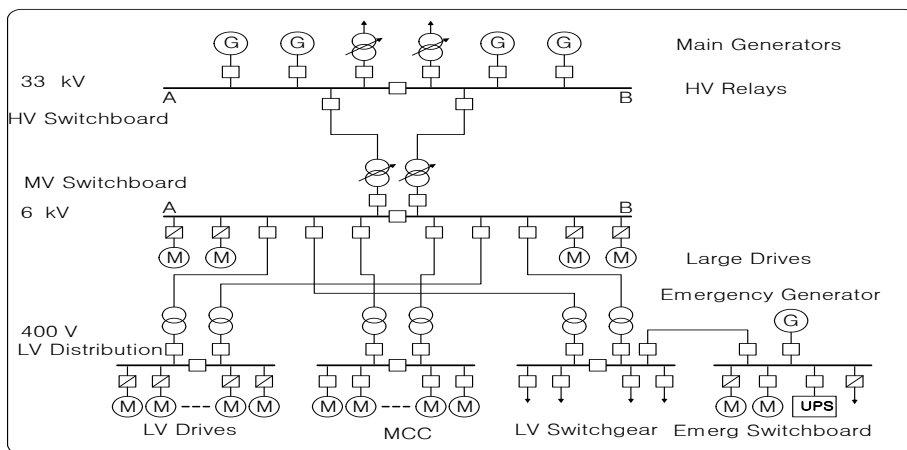 G G G G Main Generators
33 kV
A B HV Relays
HV Switchboard
MV Switchboard
6 kV A B
M M M M Large Drives
Emergency Generator
G
400 V
LV Distribution
M M M M M M M M M M UPS
LV Drives MCC LV Switchgear Emerg Switchboard